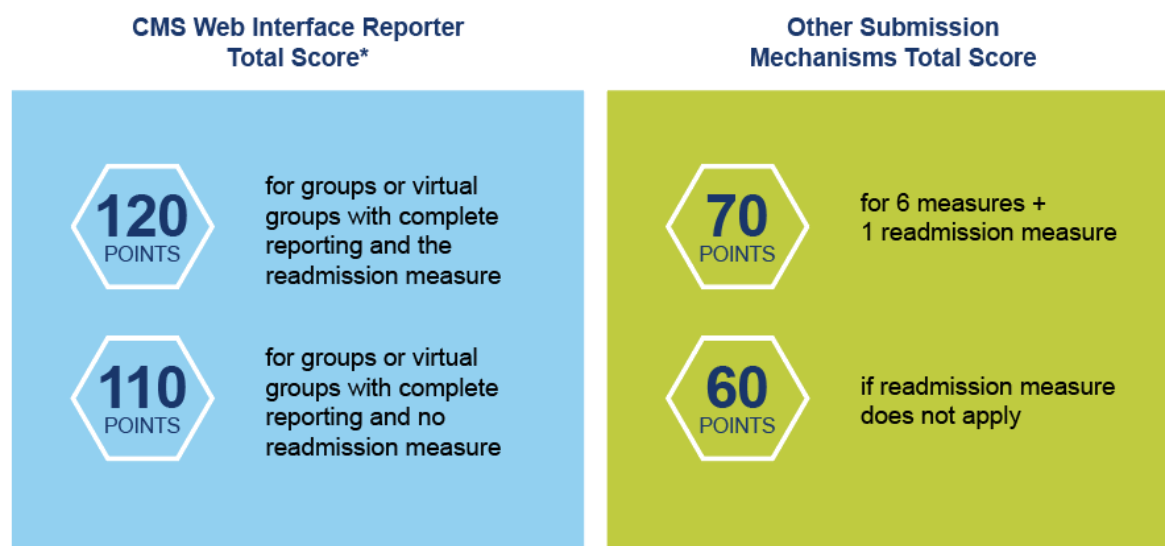 CMS Web Interface Reporter
Total Score*
120
POINTS
for groups or virtual
groups with complete
reporting and the
readmission measure
110
POINTS
for groups or virtual
groups with complete
reporting and no
readmission measure
Other Submission
Mechanisms Total Score
70
POINTS
for 6 measures +
1 readmission measure
60
POINTS
if readmission measure
does not apply